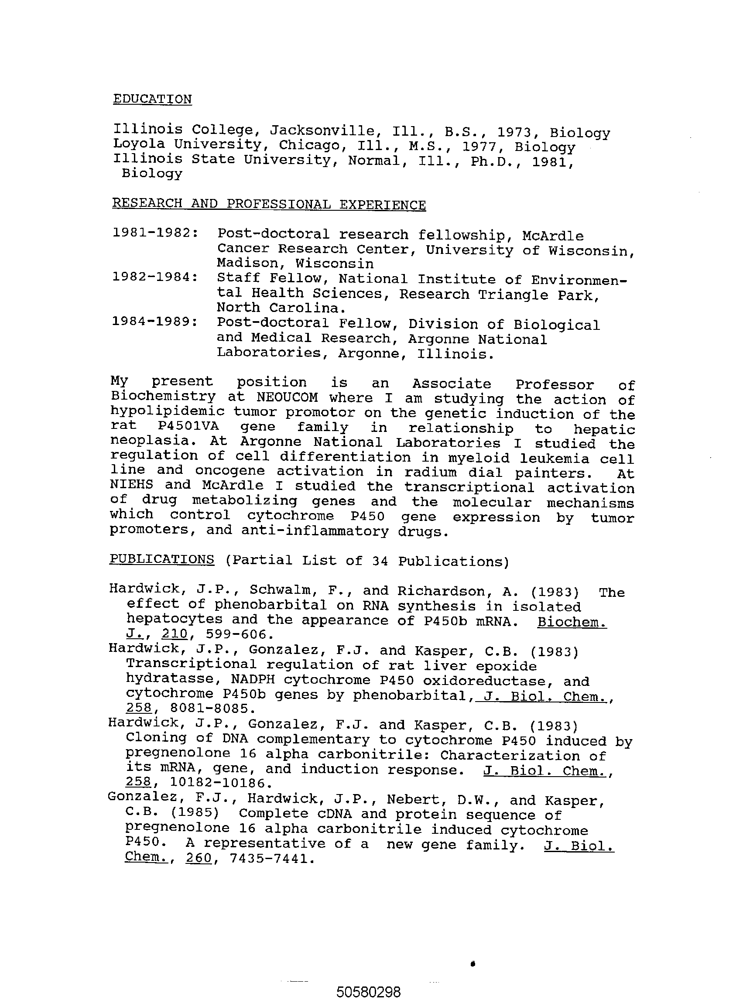 EDUCATION
Illinois College, Jacksonville, Ill., B.S., 1973, Biology
Loyola University, Chicago, Ill., M.S., 1977, Biology
Illinois State University, Normal, Ill., Ph.D., 1981,
Biology
RESEARCH AND PROFESSIONAL EXPERIENCE
1981-1982: Post-doctoral research fellowship, McArdle
Cancer Research Center, University of Wisconsin,
Madison, Wisconsin
1982-1984: Staff Fellow, National Institute of Environmen-
tal Health Sciences, Research Triangle Park,
North Carolina.
1984-1989: Post-doctoral Fellow, Division of Biological
and Medical Research, Argonne National
Laboratories, Argonne, Illinois.
My present position is an Associate Professor of
Biochemistry at NEOUCOM where I am studying the action of
hypolipidemic tumor promotor on the genetic induction of the
rat P4501VA gene family in relationship to hepatic
neoplasia. At Argonne National Laboratories I studied the
regulation of cell differentiation in myeloid leukemia cell
line and oncogene activation in radium dial painters. At
NIEHS and McArdle I studied the transcriptional activation
of drug metabolizing genes and the molecular mechanisms
which control cytochrome P450 gene expression by tumor
promoters, and anti-inflammatory drugs.
PUBLICATIONS (Partial List of 34 Publications)
Hardwick, J.P., Schwalm, F., and Richardson, A. (1983) The
effect of phenobarbital on RNA synthesis in isolated
hepatocytes and the appearance of P450b mRNA. Biochem.
J., 210, 599-606.
Hardwick, J.P., Gonzalez, F.J. and Kasper, C.B. (1983)
Transcriptional regulation of rat liver epoxide
hydratasse, NADPH cytochrome P450 oxidoreductase, and
cytochrome P450b genes by phenobarbital, J. Biol. Chem.,
258, 8081-8085.
Hardwick, J.P., Gonzalez, F.J. and Kasper, C.B. (1983)
Cloning of DNA complementary to cytochrome P450 induced by
pregnenolone 16 alpha carbonitrile: Characterization of
its mRNA, gene, and induction response. J. Biol. Chem.,
258, 10182-10186.
Gonzalez, F.J., Hardwick, J.P., Nebert, D.W., and Kasper,
C.B. (1985) Complete cDNA and protein sequence of
pregnenolone 16 alpha carbonitrile induced cytochrome
P450. A representative of a new gene family. J. Biol.
Chem., 260, 7435-7441.
50580298